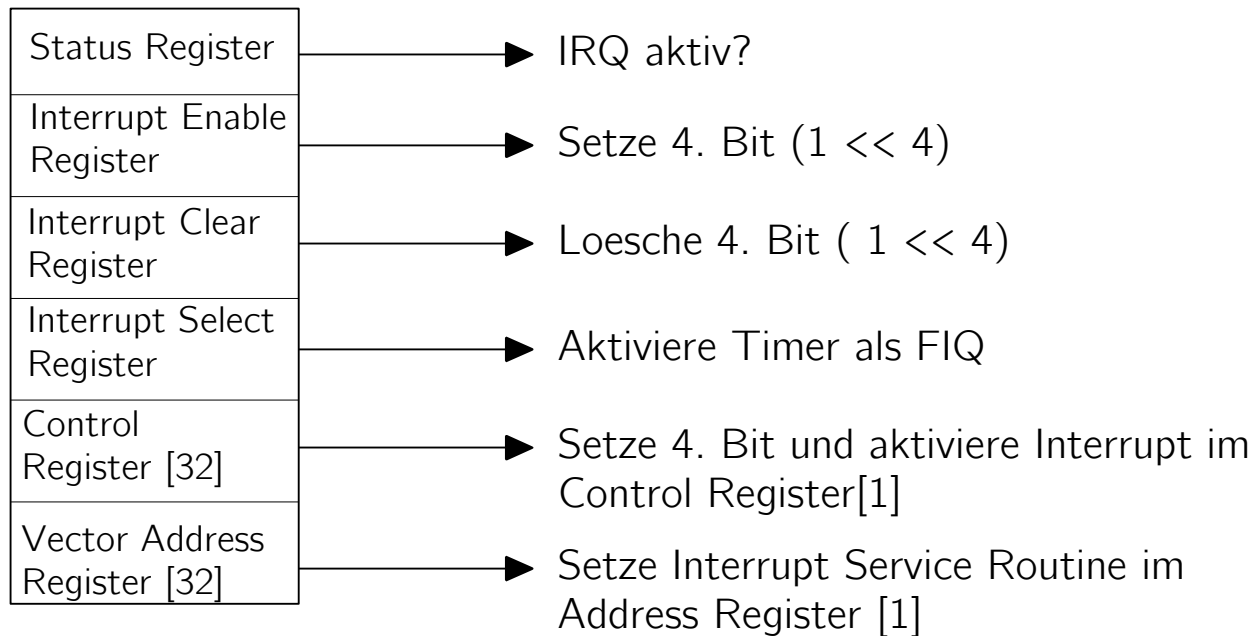 Status Register
IRQ aktiv?
Interrupt Enable
Register
Setze 4. Bit (1 << 4)
Interrupt Clear
Register
Loesche 4. Bit ( 1 << 4)
Interrupt Select
Register
Aktiviere Timer als FIQ
Control
Register [32]
Setze 4. Bit und aktiviere Interrupt im
Control Register[1]
Vector Address
Register [32]
Setze Interrupt Service Routine im
Address Register [1]